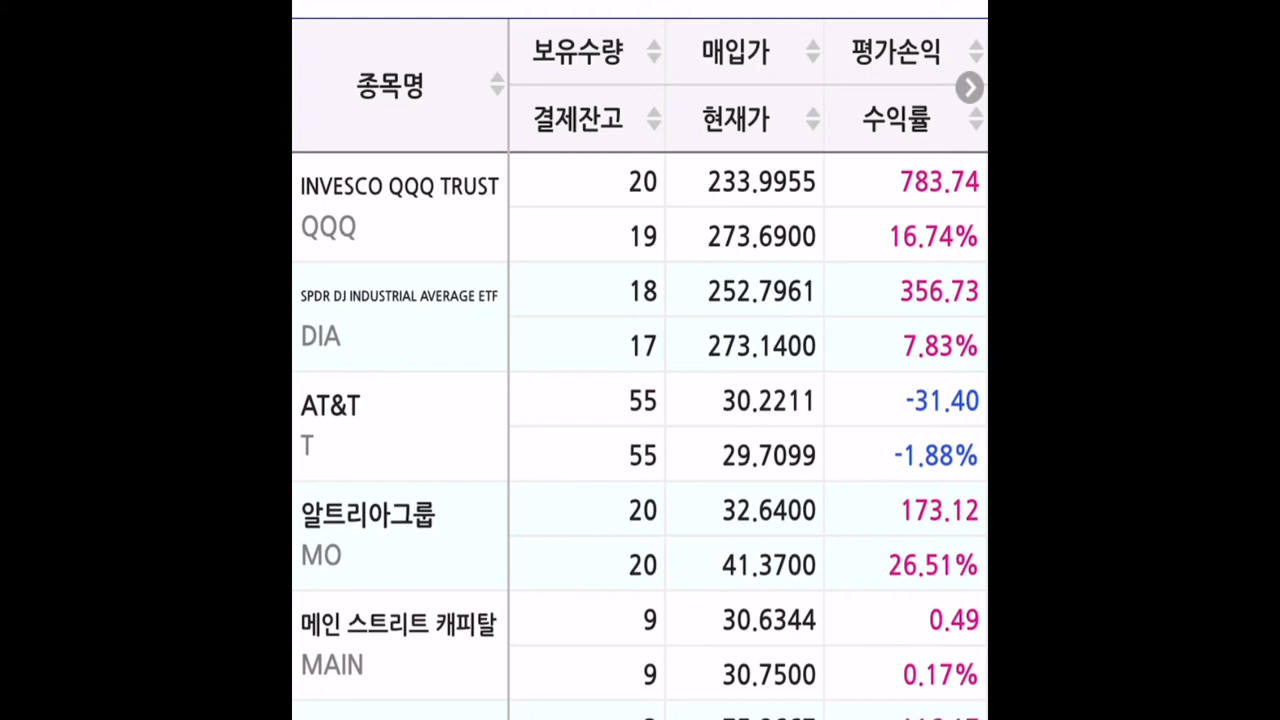 종목명 보유수량 매입가 평가손익
결제잔고 현재가 수익률
INVESCO QQQ TRUST 20 233.9955 783.74
QQQ 19 273.6900 16.74%
SPDR DJ INDUSTRIAL AVERAGE ETF 18 252.7961 356.73
DIA 17 273.1400 7.83%
AT&T 55 30.2211 -31.40
T 55 29.7099 -1.88%
알트리아그룹 20 32.6400 173.12
MO 20 41.3700 26.51%
메인 스트리트 캐피탈 9 30.6344 0.49
MAIN 9 30.7500 0.17%